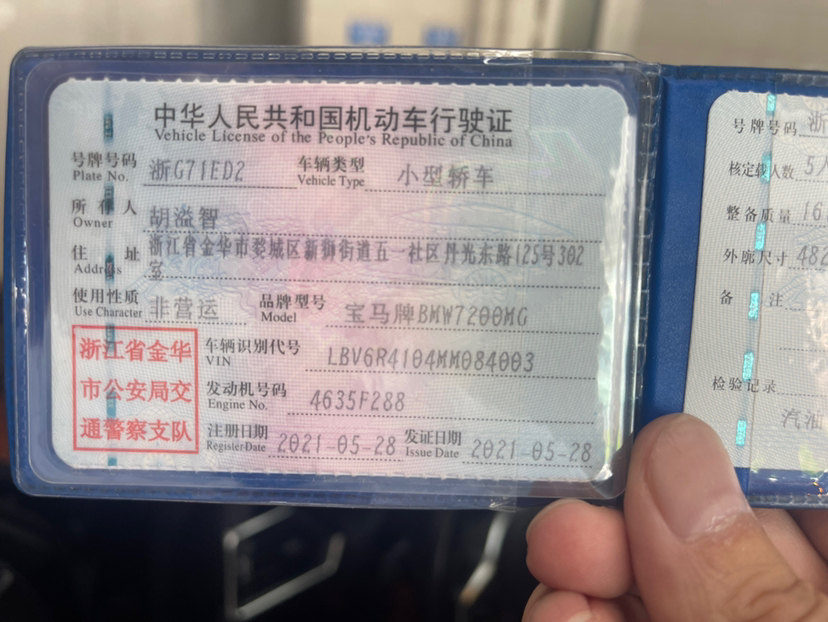 中华人民共和国机动车行驶证
Vehicle License of the People's Republic of China
号牌号码 浙G71ED2 车辆类型 小型轿车
Plate No. Vehicle Type
所有人 胡溢智
Owner
住址 浙江省金华市婺城区新狮街道五一社区丹光东路125号302
Address 室
使用性质 非营运 品牌型号 宝马牌BMW7200MG
Use Character Model
浙江省金华
市公安局交
通警察支队
车辆识别代号 LBV6R4104MM084003
VIN
发动机号码 4635F288
Engine No.
注册日期 2021-05-28 发证日期 2021-05-28
Register Date Issue Date
号牌号码 浙
核定载人数 5人
整备质量 16
外廓尺寸 482
备注
检验记录
汽油